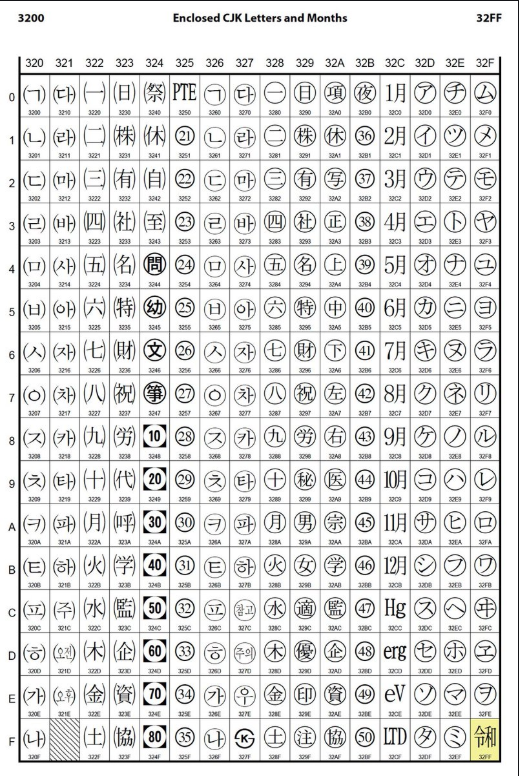 3200 Enclosed CJK Letters and Months 32FF
320 321 322 323 324 325 326 327 328 329 32A 32B 32C 32D 32E 32F
0 ㈀ ㈐ ㈠ ㈰ ㉀ ㉐ ㉠ ㉰ ㊀ ㊐ ㊠ ㊰ ㋀ ㋐ ㋠ ㋰
3200 3210 3220 3230 3240 3250 3260 3270 3280 3290 32A0 32B0 32C0 32D0 32E0 32F0
1 ㈁ ㈑ ㈡ ㈱ ㉁ ㉑ ㉡ ㉱ ㊁ ㊑ ㊡ ㊱ ㋁ ㋑ ㋡ ㋱
3201 3211 3221 3231 3241 3251 3261 3271 3281 3291 32A1 32B1 32C1 32D1 32E1 32F1
2 ㈂ ㈒ ㈢ ㈲ ㉂ ㉒ ㉢ ㉲ ㊂ ㊒ ㊢ ㊲ ㋂ ㋒ ㋢ ㋲
3202 3212 3222 3232 3242 3252 3262 3272 3282 3292 32A2 32B2 32C2 32D2 32E2 32F2
3 ㈃ ㈓ ㈣ ㈳ ㉃ ㉓ ㉣ ㉳ ㊃ ㊓ ㊣ ㊳ ㋃ ㋓ ㋣ ㋳
3203 3213 3223 3233 3243 3253 3263 3273 3283 3293 32A3 32B3 32C3 32D3 32E3 32F3
4 ㈄ ㈔ ㈤ ㈴ ㉄ ㉔ ㉤ ㉴ ㊄ ㊔ ㊤ ㊴ ㋄ ㋔ ㋤ ㋴
3204 3214 3224 3234 3244 3254 3264 3274 3284 3294 32A4 32B4 32C4 32D4 32E4 32F4
5 ㈅ ㈕ ㈥ ㈵ ㉅ ㉕ ㉥ ㉵ ㊅ ㊕ ㊥ ㊵ ㋅ ㋕ ㋥ ㋵
3205 3215 3225 3235 3245 3255 3265 3275 3285 3295 32A5 32B5 32C5 32D5 32E5 32F5
6 ㈆ ㈖ ㈦ ㈶ ㉆ ㉖ ㉦ ㉶ ㊆ ㊖ ㊦ ㊶ ㋆ ㋖ ㋦ ㋶
3206 3216 3226 3236 3246 3256 3266 3276 3286 3296 32A6 32B6 32C6 32D6 32E6 32F6
7 ㈇ ㈗ ㈧ ㈷ ㉇ ㉗ ㉧ ㉷ ㊇ ㊗ ㊧ ㊷ ㋇ ㋗ ㋧ ㋷
3207 3217 3227 3237 3247 3257 3267 3277 3287 3297 32A7 32B7 32C7 32D7 32E7 32F7
8 ㈈ ㈘ ㈨ ㈸ ㉈ ㉘ ㉨ ㉸ ㊈ ㊘ ㊨ ㊸ ㋈ ㋘ ㋨ ㋸
3208 3218 3228 3238 3248 3258 3268 3278 3288 3298 32A8 32B8 32C8 32D8 32E8 32F8
9 ㈉ ㈙ ㈩ ㈹ ㉉ ㉙ ㉩ ㉹ ㊉ ㊙ ㊩ ㊹ ㋉ ㋙ ㋩ ㋹
3209 3219 3229 3239 3249 3259 3269 3279 3289 3299 32A9 32B9 32C9 32D9 32E9 32F9
A ㈊ ㈚ ㈪ ㈺ ㉊ ㉚ ㉪ ㉺ ㊊ ㊚ ㊪ ㊺ ㋊ ㋚ ㋪ ㋺
320A 321A 322A 323A 324A 325A 326A 327A 328A 329A 32AA 32BA 32CA 32DA 32EA 32FA
B ㈋ ㈛ ㈫ ㈻ ㉋ ㉛ ㉫ ㉻ ㊋ ㊛ ㊫ ㊻ ㋋ ㋛ ㋫ ㋻
320B 321B 322B 323B 324B 325B 326B 327B 328B 329B 32AB 32BB 32CB 32DB 32EB 32FB
C ㈌ ㈜ ㈬ ㈼ ㉌ ㉜ ㉬ ㉼ ㊌ ㊜ ㊬ ㊼ ㋌ ㋜ ㋬ ㋼
320C 321C 322C 323C 324C 325C 326C 327C 328C 329C 32AC 32BC 32CC 32DC 32EC 32FC
D ㈍ ㈝ ㈭ ㈽ ㉍ ㉝ ㉭ ㉽ ㊍ ㊝ ㊭ ㊽ ㋍ ㋝ ㋭ ㋽
320D 321D 322D 323D 324D 325D 326D 327D 328D 329D 32AD 32BD 32CD 32DD 32ED 32FD
E ㈎ ㈞ ㈮ ㈾ ㉎ ㉞ ㉮ ㉾ ㊎ ㊞ ㊮ ㊾ ㋎ ㋞ ㋮ ㋾
320E 321E 322E 323E 324E 325E 326E 327E 328E 329E 32AE 32BE 32CE 32DE 32EE 32FE
F ㈏ ㈯ ㈿ ㉏ ㉟ ㉯ ㉿ ㊏ ㊟ ㊯ ㊿ ㋏ ㋟ ㋯ ㋿
320F 322F 323F 324F 325F 326F 327F 328F 329F 32AF 32BF 32CF 32DF 32EF 32FF